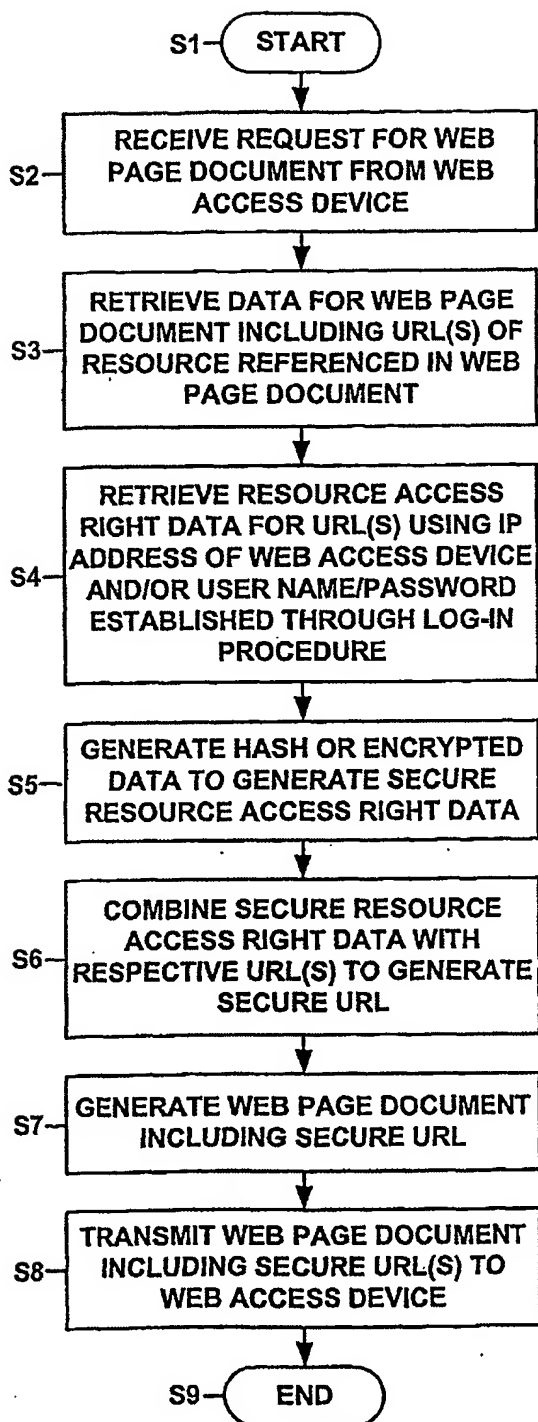 S1 START
RECEIVE REQUEST FOR WEB
S2 PAGE DOCUMENT FROM WEB
ACCESS DEVICE
RETRIEVE DATA FOR WEB PAGE
DOCUMENT INCLUDING URL(S) OF
S3 RESOURCE REFERENCED IN WEB
PAGE DOCUMENT
RETRIEVE RESOURCE ACCESS
RIGHT DATA FOR URL(S) USING IP
S4 ADDRESS OF WEB ACCESS DEVICE
AND/OR USER NAME/PASSWORD
ESTABLISHED THROUGH LOG-IN
PROCEDURE
GENERATE HASH OR ENCRYPTED
S5 DATA TO GENERATE SECURE
RESOURCE ACCESS RIGHT DATA
COMBINE SECURE RESOURCE
ACCESS RIGHT DATA WITH
S6 RESPECTIVE URL(S) TO GENERATE
SECURE URL
GENERATE WEB PAGE DOCUMENT
S7 INCLUDING SECURE URL
TRANSMIT WEB PAGE DOCUMENT
S8 INCLUDING SECURE URL(S) TO
WEB ACCESS DEVICE
S9 END